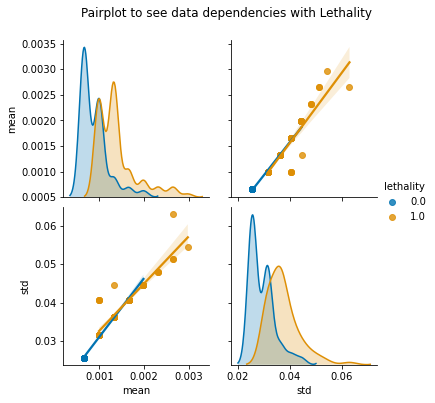 Pairplot to see data dependencies with Lethality
0.0035
0.0030
0.0025
0.0020
0.0015
0.0010
0.0005
mean
lethality
0.0
1.0
0.06
0.05
0.04
0.03
std
0.001 0.002 0.003
mean
0.02 0.04 0.06
std